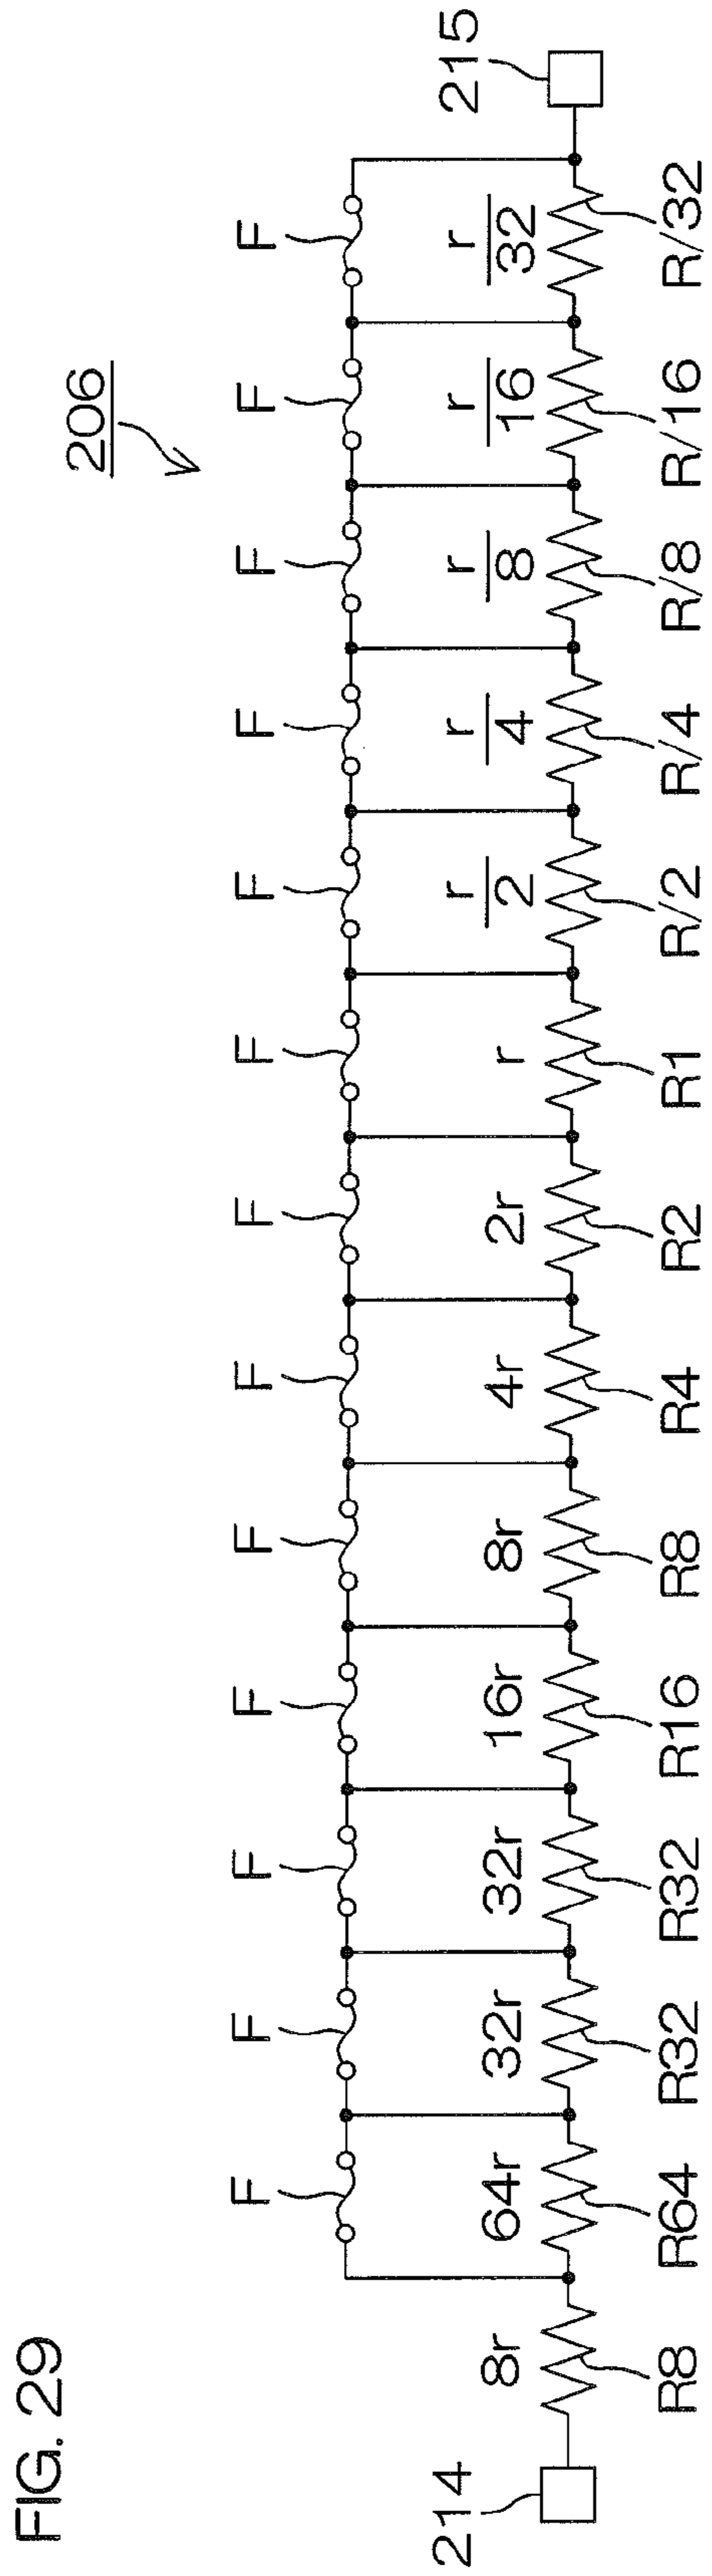 FIG. 29
206
F F F F F F F F F F F F F
214
8r 64r 32r 32r 16r 8r 4r 2r r r/2 r/4 r/8 r/16 r/32
215
R8 R64 R32 R32 R16 R8 R4 R2 R1 R/2 R/4 R/8 R/16 R/32